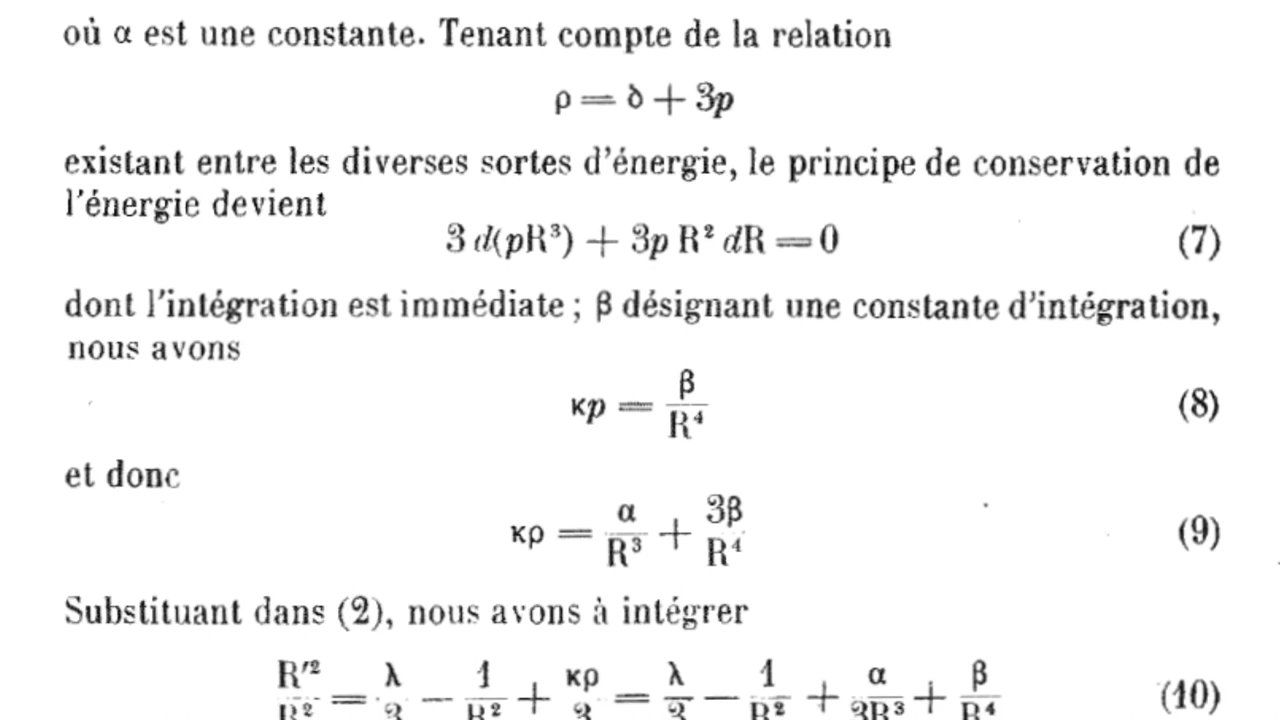 où α est une constante. Tenant compte de la relation
ρ = δ + 3p
existant entre les diverses sortes d'énergie, le principe de conservation de
l'énergie devient
3 d(pR³) + 3p R² dR = 0 (7)
dont l'intégration est immédiate ; β désignant une constante d'intégration,
nous avons
κp = β/R⁴ (8)
et donc
κρ = α/R³ + 3β/R⁴ (9)
Substituant dans (2), nous avons à intégrer
R′²/R² = λ/3 − 1/R² + κρ/3 = λ/3 − 1/R² + α/3R³ + β/R⁴ (10)